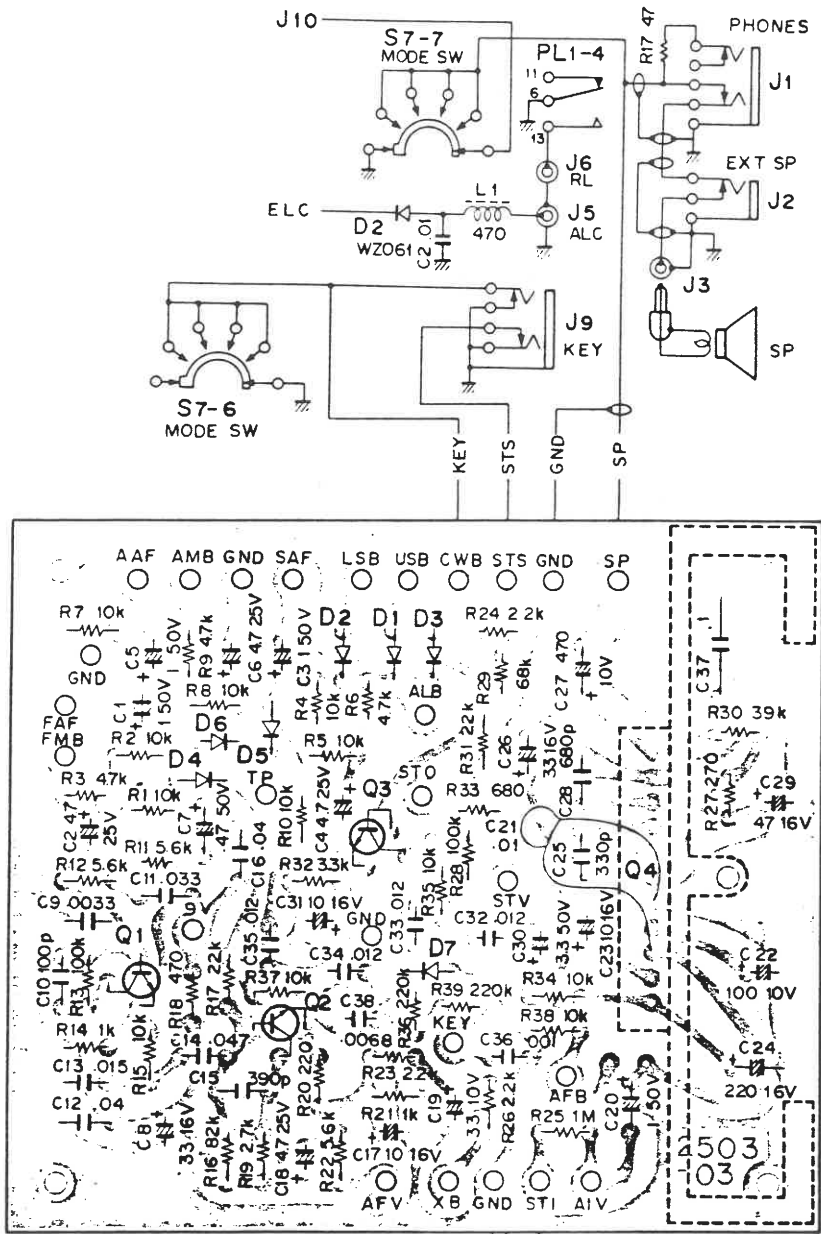 J10
S7-7
MODE SW
PL1-4
R17 47
PHONES
11
6
13
J1
J6
RL
EXT SP
ELC
L1
470
J5
ALC
J2
D2
WZ061
C2 .01
J3
J9
KEY
SP
S7-6
MODE SW
KEY
STS
GND
SP
AAF
AMB
GND
SAF
LSB
USB
CWB
STS
GND
SP
R7 10k
C5
1 50V
R9 4.7k
C6 47 25V
C3 1 50V
D2
D1
D3
R24 2.2k
C27 470
10V
C37 .1
GND
R29
68k
C1
1 50V
R8 10k
R4
10k
R6
4.7k
ALB
FAF
FMB
R2 10k
D6
D5
R5 10k
R31 22k
C26
33 16V
C28 680p
R30 39k
D4
TP
R3 4.7k
R1 10k
C7
47 50V
R10 10k
C4 4.7 25V
Q3
STO
R33 680
R27 270
C29
47 16V
C2 47
25V
R11 5.6k
C16 .04
R28 100k
C21
.01
C25
330p
Q4
R12 5.6k
C11 .033
R32 33k
R35 10k
STV
C9 .0033
C31 10 16V
C33 .012
C32 .012
C30
3.3 50V
C23 10 16V
Q1
C35 .012
GND
C10 100p
R13 100k
R18 470
R17 22k
C34 .012
D7
C22
100 10V
R37 10k
R34 10k
R39 220k
Q2
C38
.0068
R36 220k
KEY
R38 10k
R14 1k
R15 10k
C14 .047
C36 .001
C24
220 16V
C13 .015
C15
390p
R20 220
R23 22
AFB
C12 .04
R21 1k
C19
33 10V
R26 2.2k
R25 1M
C20
1 50V
C8
33 16V
R16 82k
R19 2.7k
C18 4.7 25V
R22 5.6k
C17 10 16V
2503
-03
AFV
XB
GND
STI
AIV